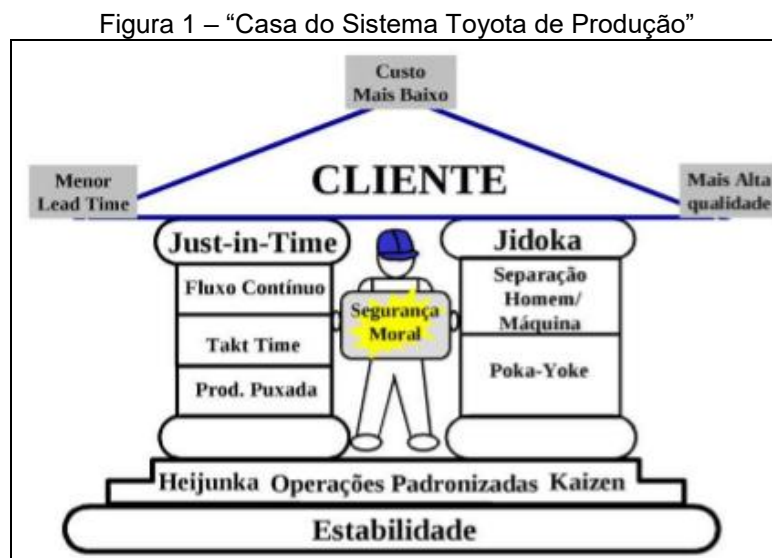 Figura 1 – “Casa do Sistema Toyota de Produção”
Custo
Mais Baixo
Menor
Lead Time
CLIENTE
Mais Alta
qualidade
Just-in-Time
Fluxo Contínuo
Takt Time
Prod. Puxada
Segurança
Moral
Jidoka
Separação
Homem/
Máquina
Poka-Yoke
Heijunka Operações Padronizadas Kaizen
Estabilidade